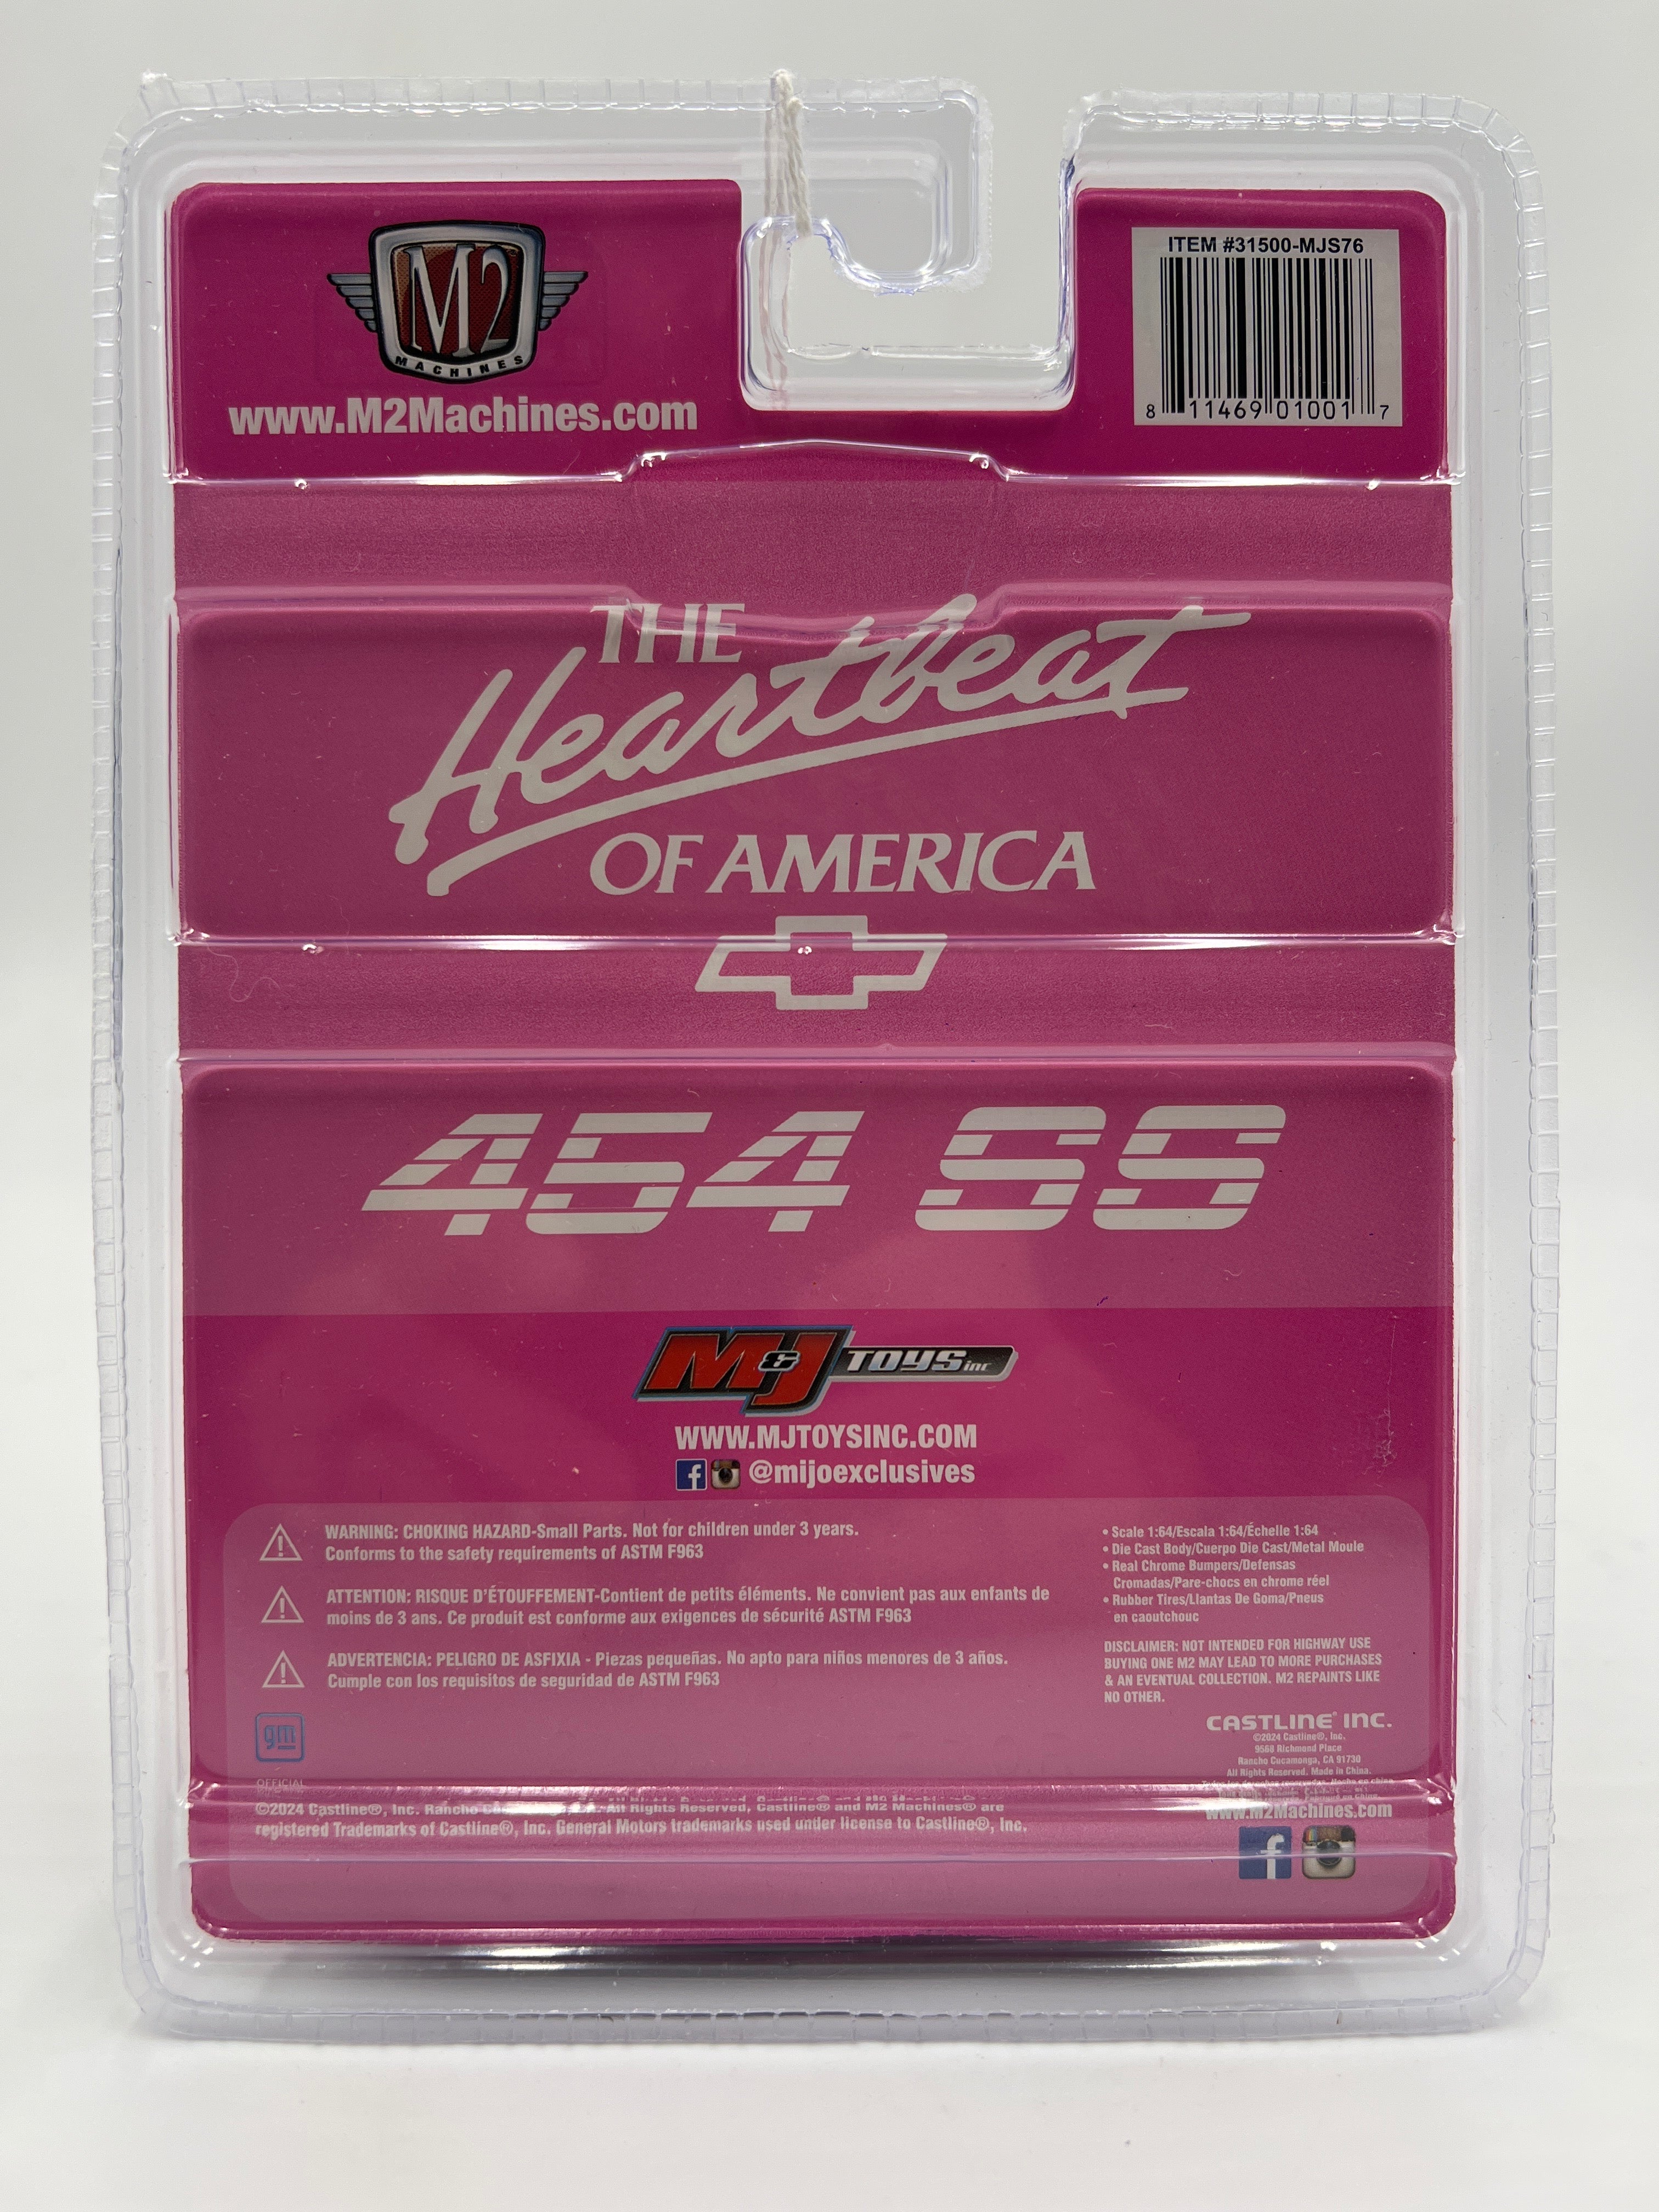 M2
MACHINES
www.M2Machines.com
ITEM #31500-MJS76
8 11469 01001 7
THE
Heartbeat
OF AMERICA
454 SS
M&J TOYS inc
WWW.MJTOYSINC.COM
@mijoexclusives
WARNING: CHOKING HAZARD-Small Parts. Not for children under 3 years.
Conforms to the safety requirements of ASTM F963
ATTENTION: RISQUE D'ÉTOUFFEMENT-Contient de petits éléments. Ne convient pas aux enfants de
moins de 3 ans. Ce produit est conforme aux exigences de sécurité ASTM F963
ADVERTENCIA: PELIGRO DE ASFIXIA - Piezas pequeñas. No apto para niños menores de 3 años.
Cumple con los requisitos de seguridad de ASTM F963
gm
OFFICIAL
©2024 Castline®, Inc. Rancho All Rights Reserved, Castline® and M2 Machines® are
registered Trademarks of Castline®, Inc. General Motors trademarks used under license to Castline®, Inc.
• Scale 1:64/Escala 1:64/Échelle 1:64
• Die Cast Body/Cuerpo Die Cast/Metal Moule
• Real Chrome Bumpers/Defensas
Cromadas/Pare-chocs en chrome réel
• Rubber Tires/Llantas De Goma/Pneus
en caoutchouc
DISCLAIMER: NOT INTENDED FOR HIGHWAY USE
BUYING ONE M2 MAY LEAD TO MORE PURCHASES
& AN EVENTUAL COLLECTION. M2 REPAINTS LIKE
NO OTHER.
CASTLINE® INC.
©2024 Castline®, Inc.
9568 Richmond Place
Rancho Cucamonga, CA 91730
All Rights Reserved. Made in China.
www.M2Machines.com